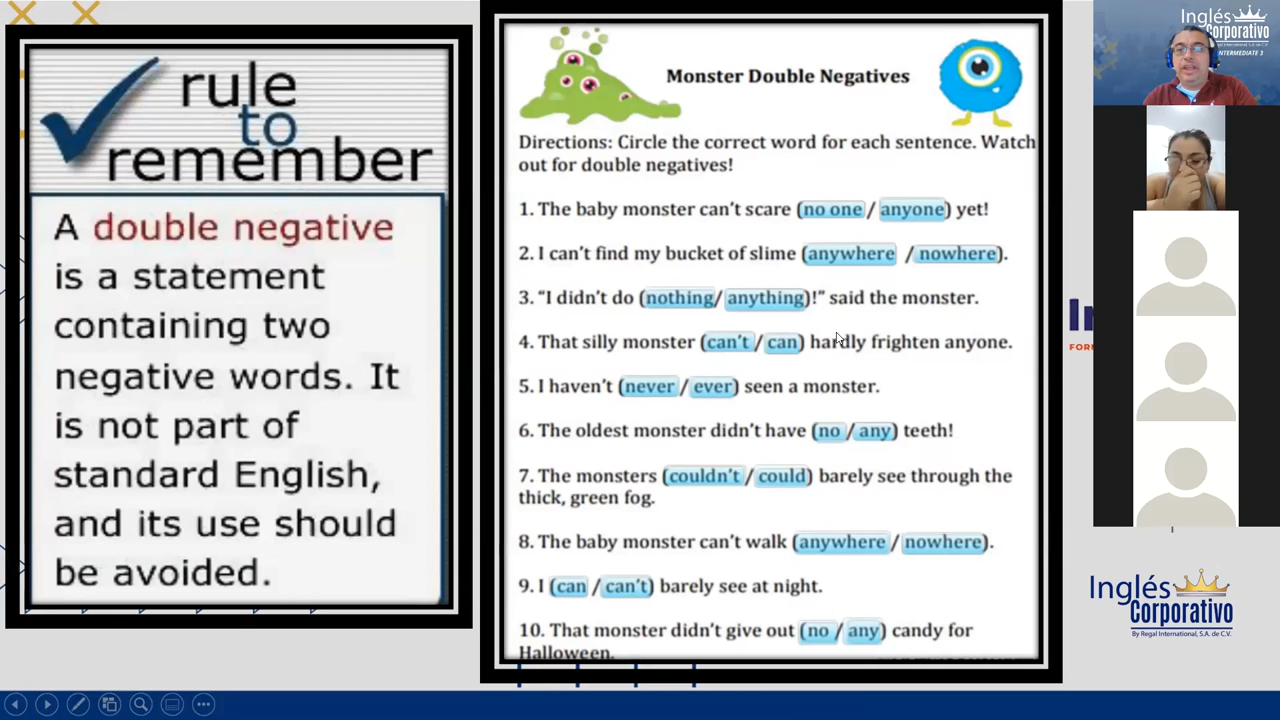 rule
to
remember
A double negative
is a statement
containing two
negative words. It
is not part of
standard English,
and its use should
be avoided.
Monster Double Negatives
Directions: Circle the correct word for each sentence. Watch
out for double negatives!
1. The baby monster can't scare (no one / anyone) yet!
2. I can't find my bucket of slime (anywhere / nowhere).
3. “I didn't do (nothing/ anything)!” said the monster.
4. That silly monster (can't / can) hardly frighten anyone.
5. I haven't (never / ever) seen a monster.
6. The oldest monster didn't have (no / any) teeth!
7. The monsters (couldn't / could) barely see through the
thick, green fog.
8. The baby monster can't walk (anywhere / nowhere).
9. I (can / can't) barely see at night.
10. That monster didn't give out (no / any) candy for
Halloween.
Inglés
Corporativo
INTERMEDIATE 3
In
FOR
Inglés
Corporativo
By Regal International, S.A. de C.V.